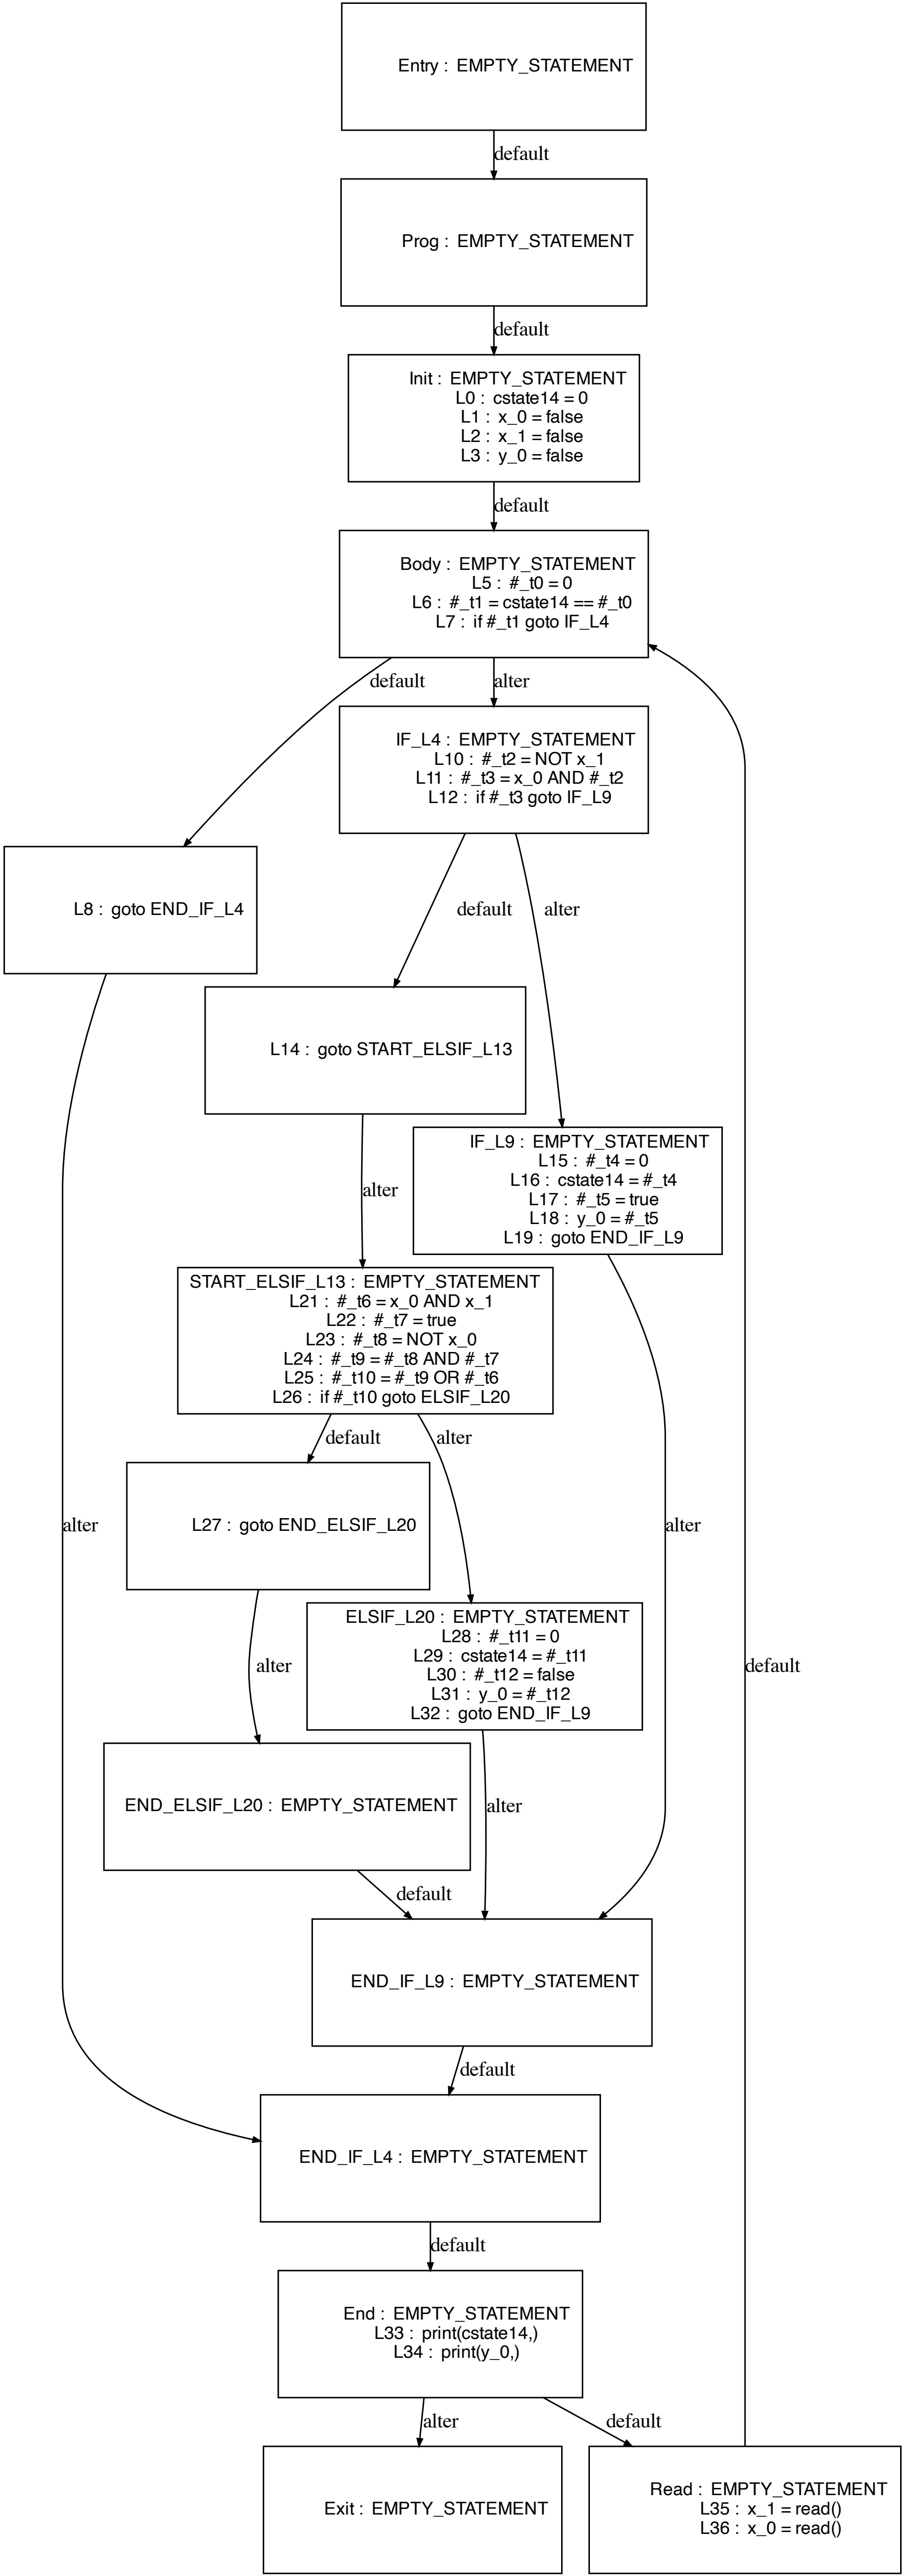 Entry : EMPTY_STATEMENT
default
Prog : EMPTY_STATEMENT
default
Init : EMPTY_STATEMENT
L0 : cstate14 = 0
L1 : x_0 = false
L2 : x_1 = false
L3 : y_0 = false
default
Body : EMPTY_STATEMENT
L5 : #_t0 = 0
L6 : #_t1 = cstate14 == #_t0
L7 : if #_t1 goto IF_L4
default
alter
IF_L4 : EMPTY_STATEMENT
L10 : #_t2 = NOT x_1
L11 : #_t3 = x_0 AND #_t2
L12 : if #_t3 goto IF_L9
L8 : goto END_IF_L4
default
alter
L14 : goto START_ELSIF_L13
alter
IF_L9 : EMPTY_STATEMENT
L15 : #_t4 = 0
L16 : cstate14 = #_t4
L17 : #_t5 = true
L18 : y_0 = #_t5
L19 : goto END_IF_L9
START_ELSIF_L13 : EMPTY_STATEMENT
L21 : #_t6 = x_0 AND x_1
L22 : #_t7 = true
L23 : #_t8 = NOT x_0
L24 : #_t9 = #_t8 AND #_t7
L25 : #_t10 = #_t9 OR #_t6
L26 : if #_t10 goto ELSIF_L20
default
alter
alter
L27 : goto END_ELSIF_L20
alter
ELSIF_L20 : EMPTY_STATEMENT
L28 : #_t11 = 0
L29 : cstate14 = #_t11
L30 : #_t12 = false
L31 : y_0 = #_t12
L32 : goto END_IF_L9
alter
default
END_ELSIF_L20 : EMPTY_STATEMENT
alter
default
END_IF_L9 : EMPTY_STATEMENT
default
END_IF_L4 : EMPTY_STATEMENT
default
End : EMPTY_STATEMENT
L33 : print(cstate14,)
L34 : print(y_0,)
alter
default
Exit : EMPTY_STATEMENT
Read : EMPTY_STATEMENT
L35 : x_1 = read()
L36 : x_0 = read()